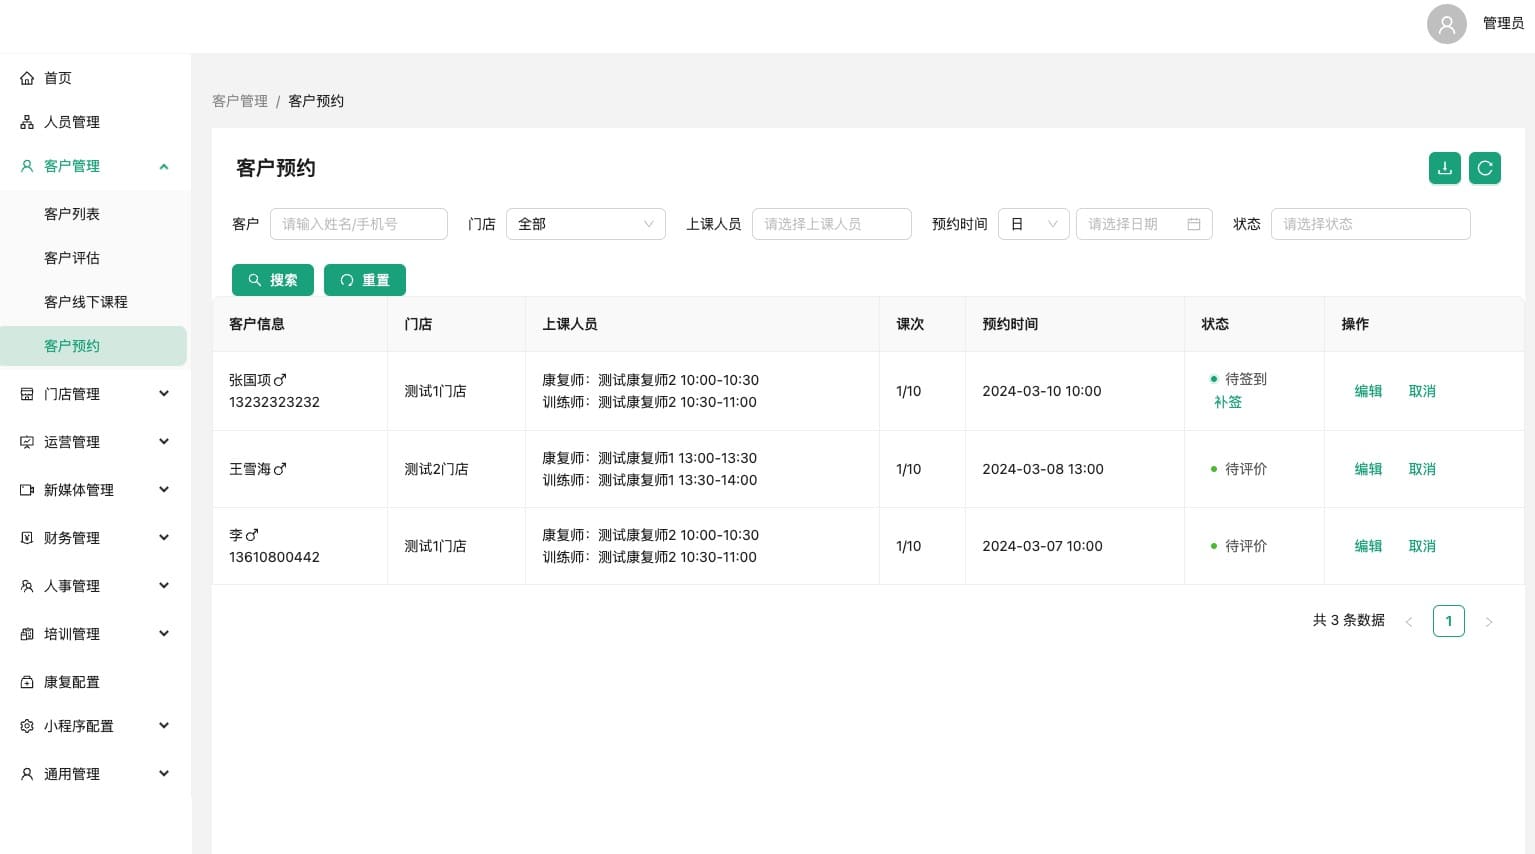 管理员
首页
人员管理
客户管理
客户列表
客户评估
客户线下课程
客户预约
门店管理
运营管理
新媒体管理
财务管理
人事管理
培训管理
康复配置
小程序配置
通用管理
客户管理 / 客户预约
客户预约
客户 请输入姓名/手机号 门店 全部 上课人员 请选择上课人员 预约时间 日 请选择日期 状态 请选择状态
搜索 重置
客户信息 门店 上课人员 课次 预约时间 状态 操作
张国项♂
13232323232
测试1门店
康复师：测试康复师2 10:00-10:30
训练师：测试康复师2 10:30-11:00
1/10
2024-03-10 10:00
待签到
补签
编辑 取消
王雪海♂
测试2门店
康复师：测试康复师1 13:00-13:30
训练师：测试康复师1 13:30-14:00
1/10
2024-03-08 13:00
待评价
编辑 取消
李♂
13610800442
测试1门店
康复师：测试康复师2 10:00-10:30
训练师：测试康复师2 10:30-11:00
1/10
2024-03-07 10:00
待评价
编辑 取消
共 3 条数据 < 1 >